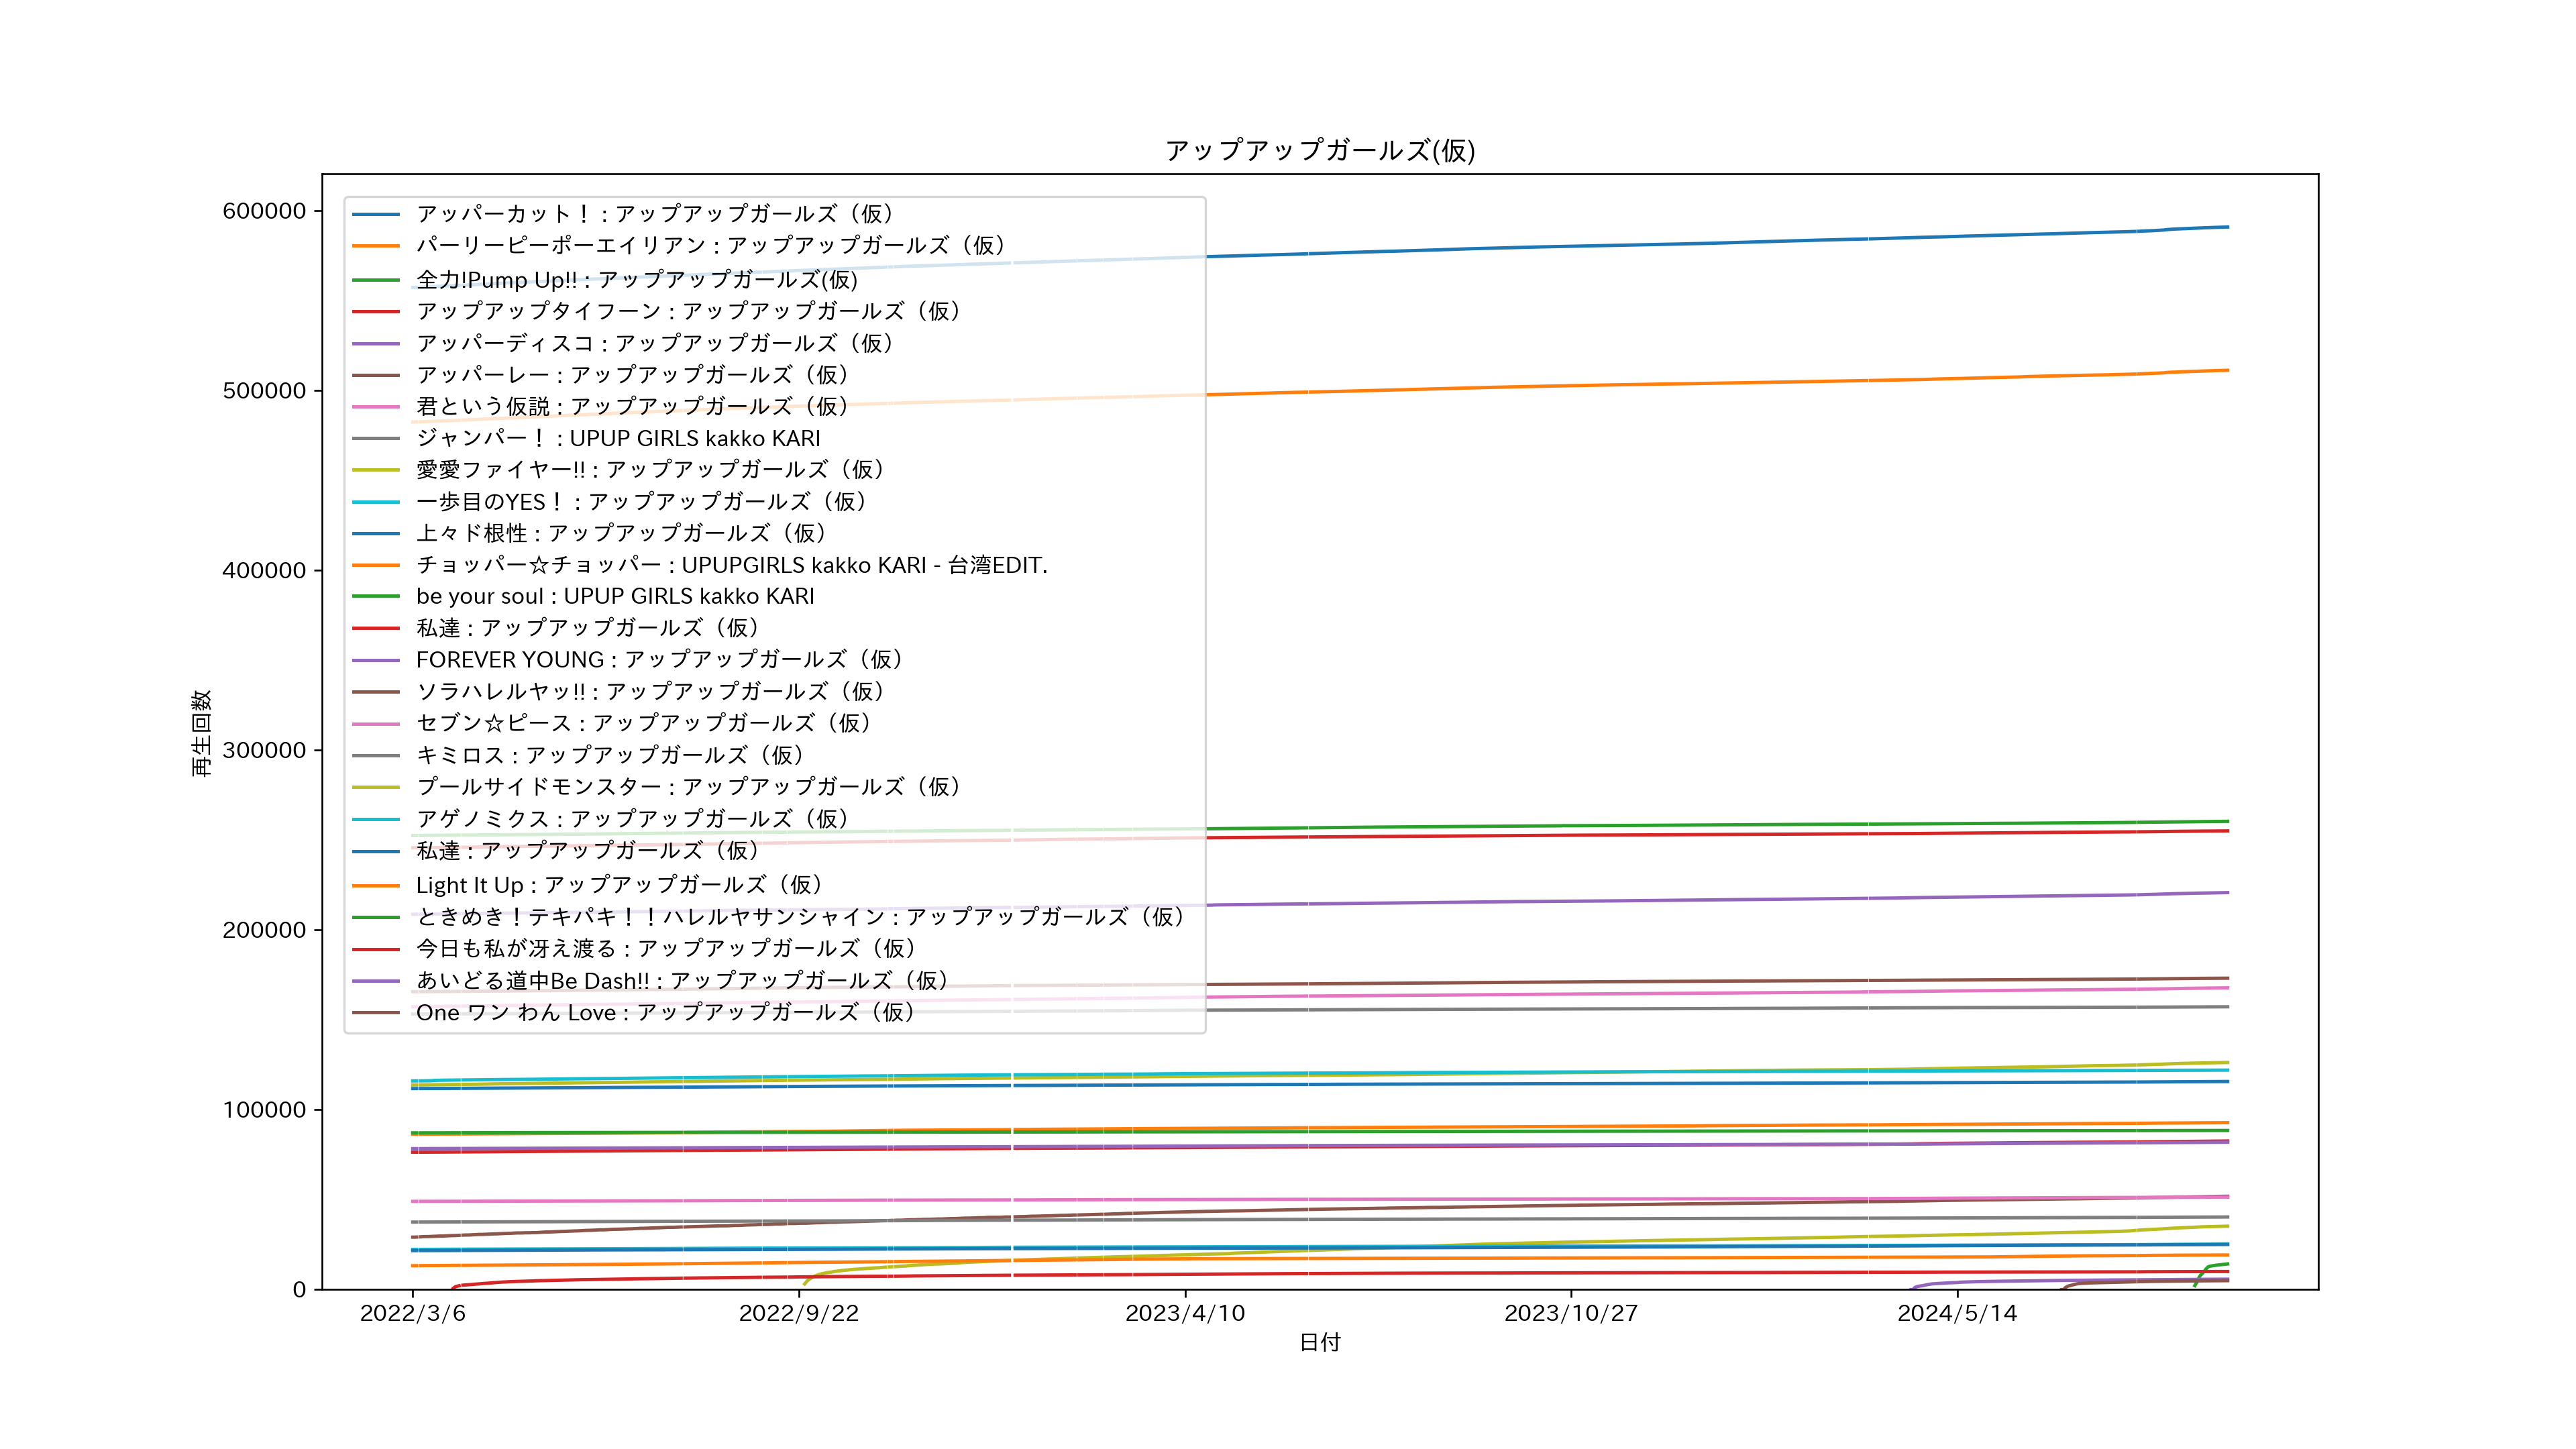 アップアップガールズ(仮)
600000
500000
400000
300000
200000
100000
0
再生回数
アッパーカット！ : アップアップガールズ（仮）
パーリーピーポーエイリアン : アップアップガールズ（仮）
全力!Pump Up!! : アップアップガールズ(仮)
アップアップタイフーン : アップアップガールズ（仮）
アッパーディスコ : アップアップガールズ（仮）
アッパーレー : アップアップガールズ（仮）
君という仮説 : アップアップガールズ（仮）
ジャンパー！ : UPUP GIRLS kakko KARI
愛愛ファイヤー!! : アップアップガールズ（仮）
一歩目のYES！ : アップアップガールズ（仮）
上々ド根性 : アップアップガールズ（仮）
チョッパー☆チョッパー : UPUPGIRLS kakko KARI - 台湾EDIT.
be your soul : UPUP GIRLS kakko KARI
私達 : アップアップガールズ（仮）
FOREVER YOUNG : アップアップガールズ（仮）
ソラハレルヤッ!! : アップアップガールズ（仮）
セブン☆ピース : アップアップガールズ（仮）
キミロス : アップアップガールズ（仮）
プールサイドモンスター : アップアップガールズ（仮）
アゲノミクス : アップアップガールズ（仮）
私達 : アップアップガールズ（仮）
Light It Up : アップアップガールズ（仮）
ときめき！テキパキ！！ハレルヤサンシャイン : アップアップガールズ（仮）
今日も私が冴え渡る : アップアップガールズ（仮）
あいどる道中Be Dash!! : アップアップガールズ（仮）
One ワン わん Love : アップアップガールズ（仮）
2022/3/6
2022/9/22
2023/4/10
2023/10/27
2024/5/14
日付